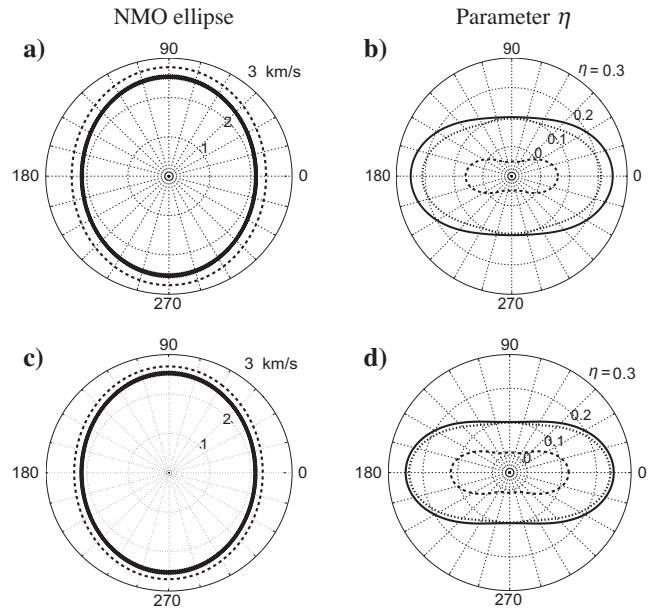 NMO ellipse
Parameter η
a)
90
3 km/s
2
1
180
0
270
b)
90
η = 0.3
0.2
0.1
0
180
0
270
c)
90
3 km/s
2
1
180
0
270
d)
90
η = 0.3
0.2
0.1
0
180
0
270